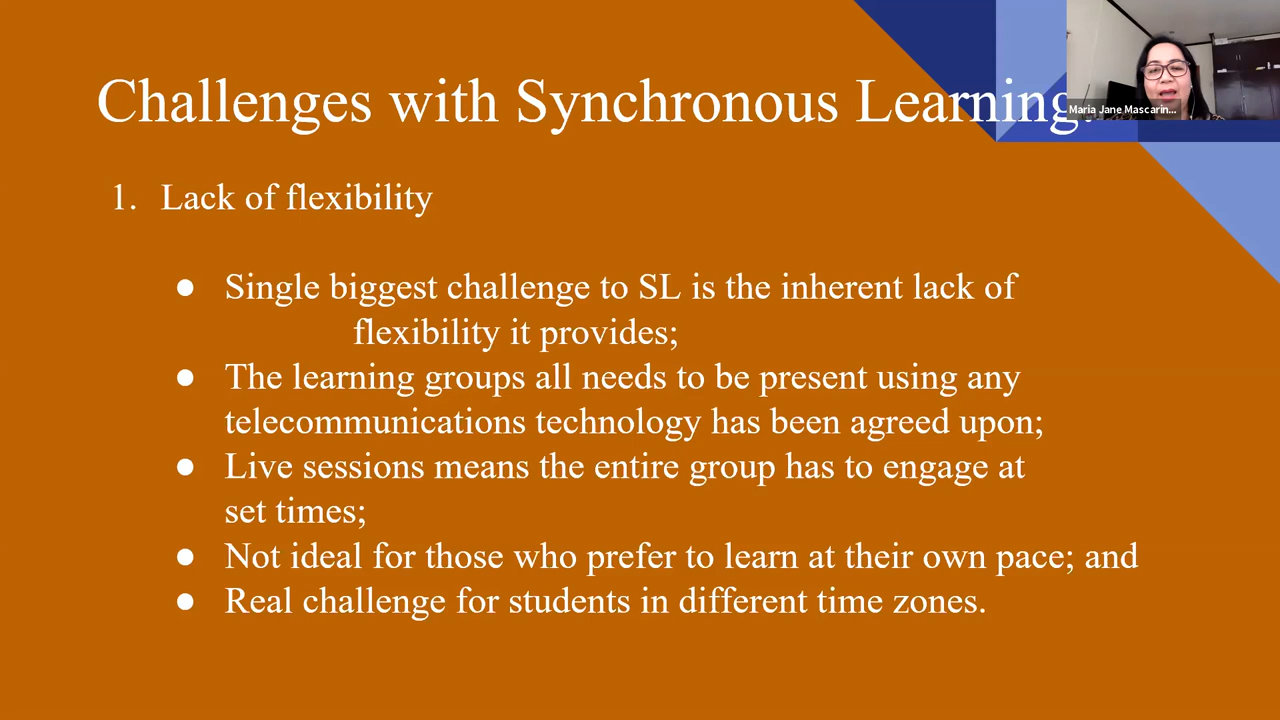 Challenges with Synchronous Learning:
Maria Jane Mascarin...
1. Lack of flexibility
● Single biggest challenge to SL is the inherent lack of
flexibility it provides;
● The learning groups all needs to be present using any
telecommunications technology has been agreed upon;
● Live sessions means the entire group has to engage at
set times;
● Not ideal for those who prefer to learn at their own pace; and
● Real challenge for students in different time zones.